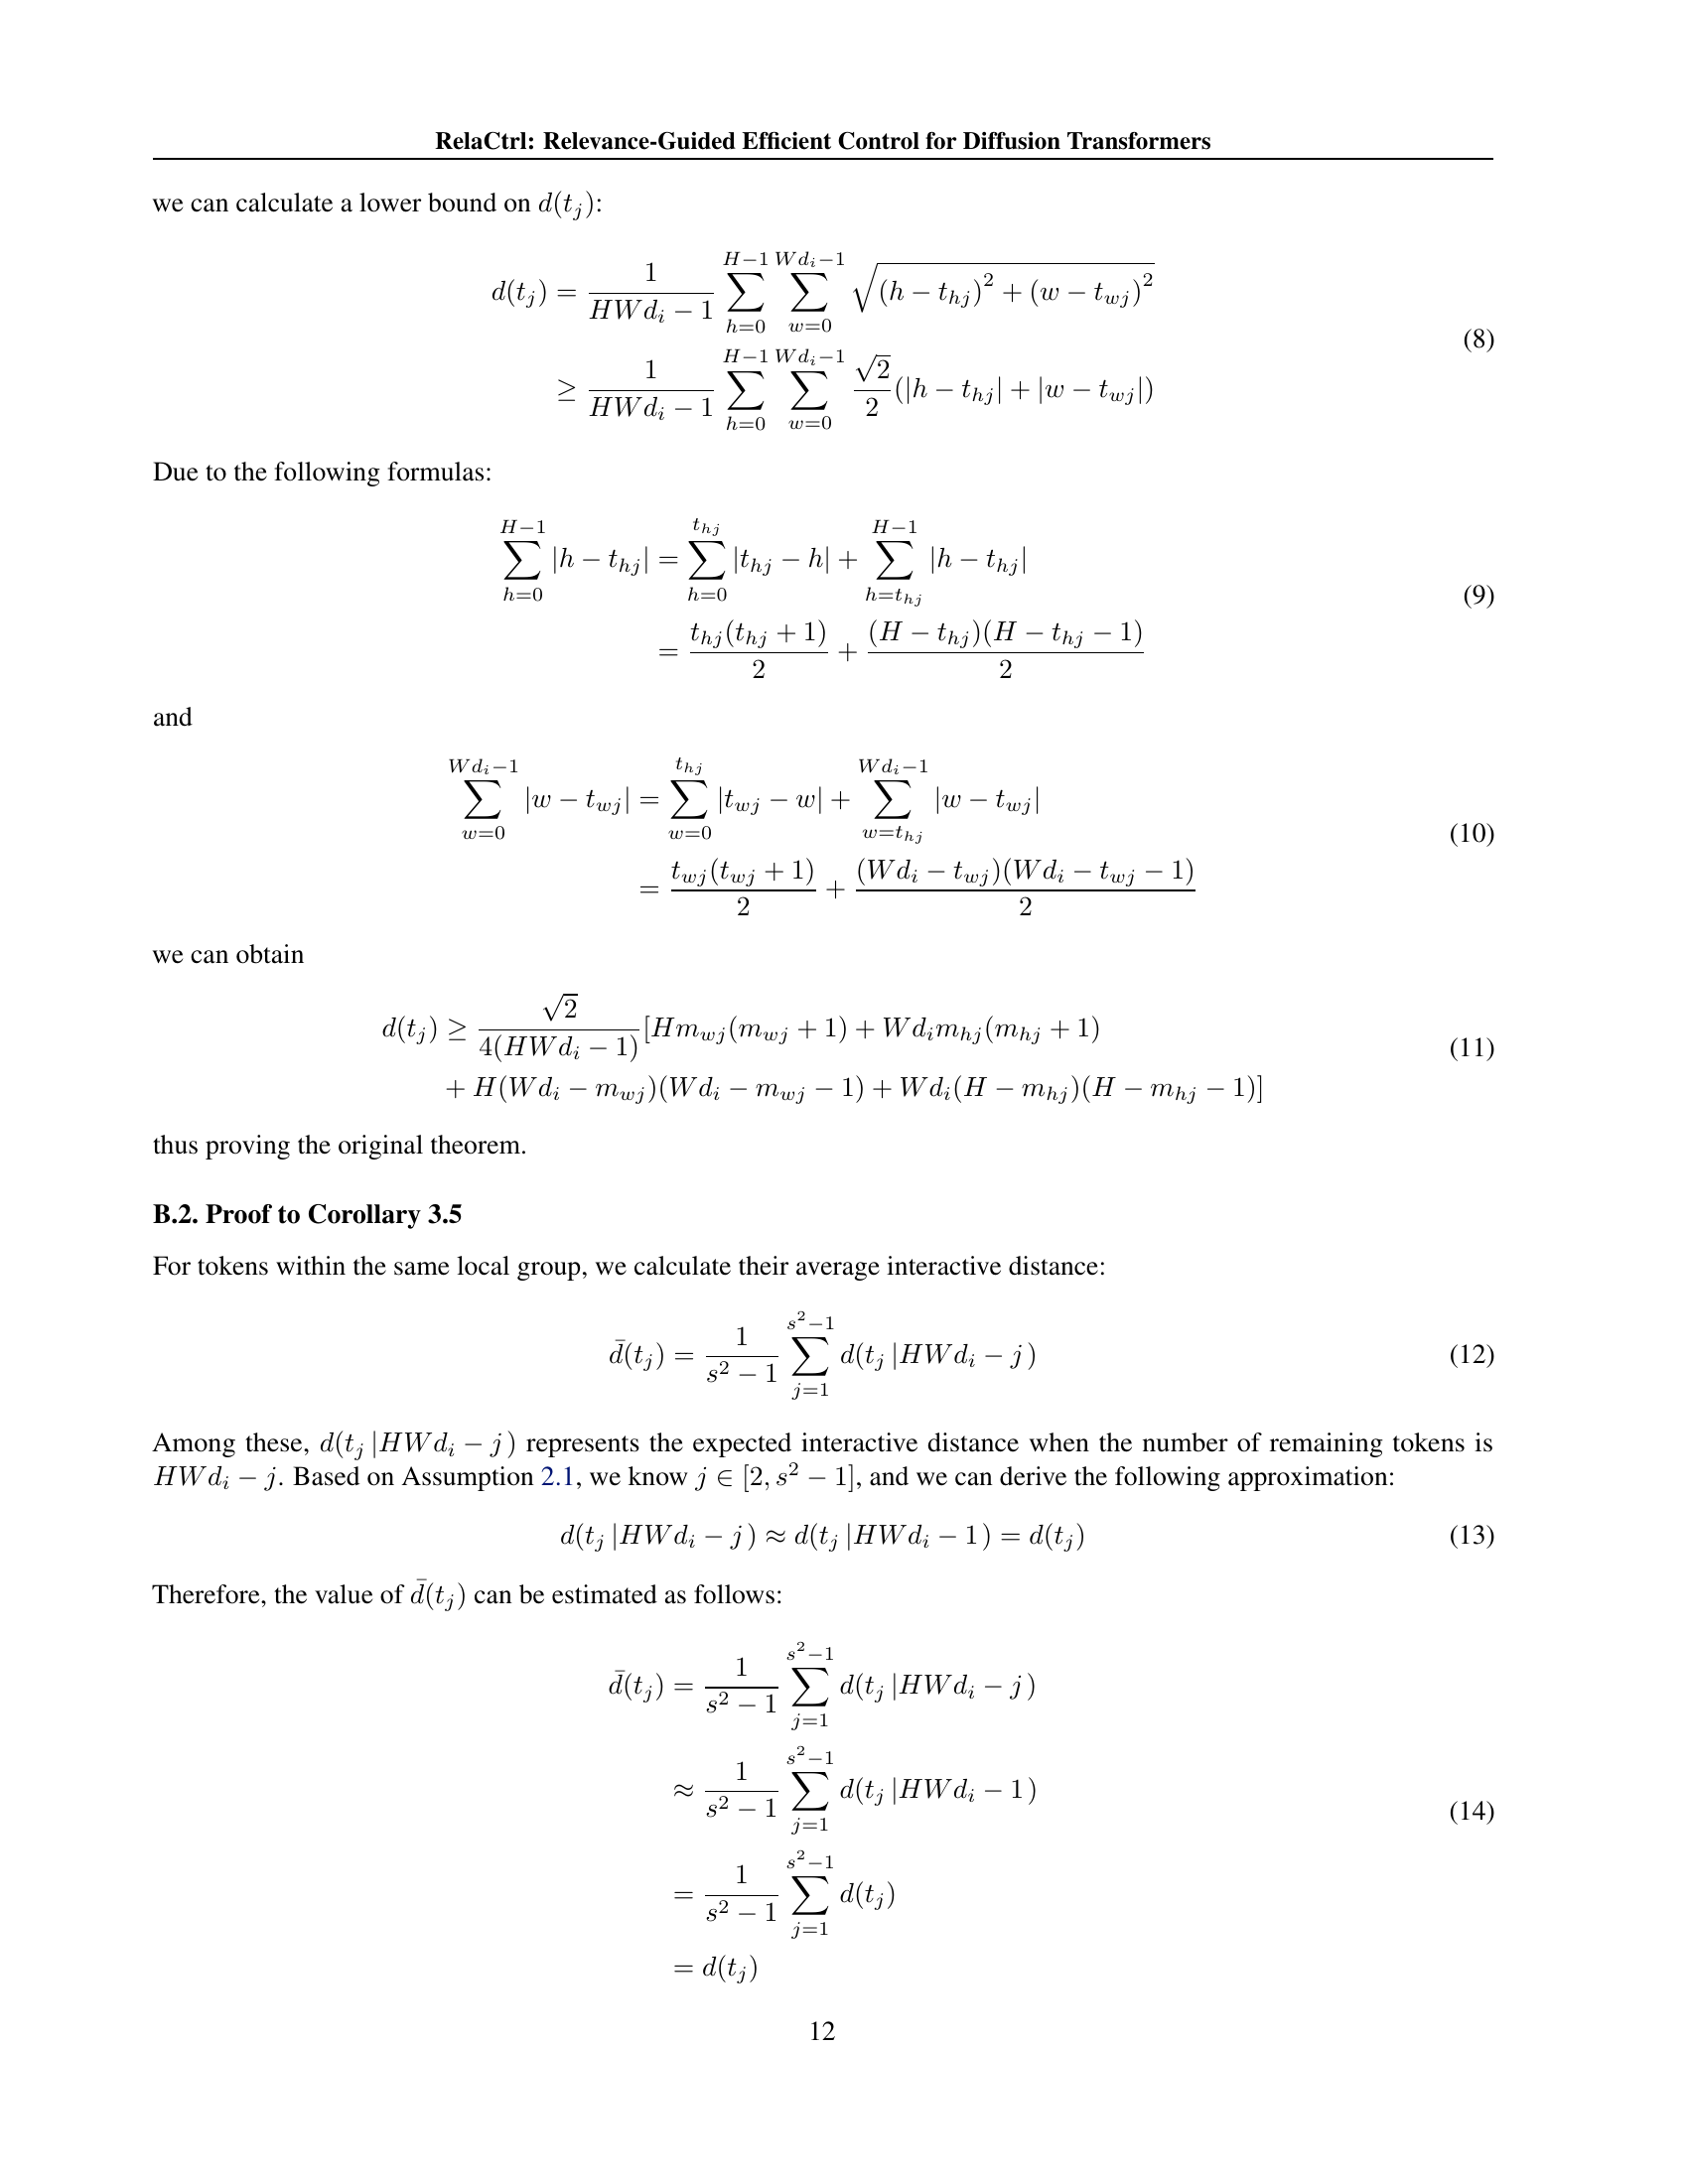 RelaCtrl: Relevance-Guided Efficient Control for Diffusion Transformers
we can calculate a lower bound on $d(t_j)$:
$d(t_j) = \frac{1}{HWd_i - 1} \sum_{h=0}^{H-1} \sum_{w=0}^{Wd_i-1} \sqrt{(h - t_{hj})^2 + (w - t_{wj})^2}$
$\geq \frac{1}{HWd_i - 1} \sum_{h=0}^{H-1} \sum_{w=0}^{Wd_i-1} \frac{\sqrt{2}}{2} (|h - t_{hj}| + |w - t_{wj}|)$
(8)
Due to the following formulas:
$\sum_{h=0}^{H-1} |h - t_{hj}| = \sum_{h=0}^{t_{hj}} |t_{hj} - h| + \sum_{h=t_{hj}}^{H-1} |h - t_{hj}|$
$= \frac{t_{hj}(t_{hj} + 1)}{2} + \frac{(H - t_{hj})(H - t_{hj} - 1)}{2}$
(9)
and
$\sum_{w=0}^{Wd_i-1} |w - t_{wj}| = \sum_{w=0}^{t_{hj}} |t_{wj} - w| + \sum_{w=t_{hj}}^{Wd_i-1} |w - t_{wj}|$
$= \frac{t_{wj}(t_{wj} + 1)}{2} + \frac{(Wd_i - t_{wj})(Wd_i - t_{wj} - 1)}{2}$
(10)
we can obtain
$d(t_j) \geq \frac{\sqrt{2}}{4(HWd_i - 1)} [Hm_{wj}(m_{wj} + 1) + Wd_i m_{hj}(m_{hj} + 1)$
$+ H(Wd_i - m_{wj})(Wd_i - m_{wj} - 1) + Wd_i(H - m_{hj})(H - m_{hj} - 1)]$
(11)
thus proving the original theorem.
B.2. Proof to Corollary 3.5
For tokens within the same local group, we calculate their average interactive distance:
$\bar{d}(t_j) = \frac{1}{s^2 - 1} \sum_{j=1}^{s^2-1} d(t_j | HWd_i - j)$ (12)
Among these, $d(t_j | HWd_i - j)$ represents the expected interactive distance when the number of remaining tokens is
$HWd_i - j$. Based on Assumption 2.1, we know $j \in [2, s^2 - 1]$, and we can derive the following approximation:
$d(t_j | HWd_i - j) \approx d(t_j | HWd_i - 1) = d(t_j)$ (13)
Therefore, the value of $\bar{d}(t_j)$ can be estimated as follows:
$\bar{d}(t_j) = \frac{1}{s^2 - 1} \sum_{j=1}^{s^2-1} d(t_j | HWd_i - j)$
$\approx \frac{1}{s^2 - 1} \sum_{j=1}^{s^2-1} d(t_j | HWd_i - 1)$
(14)
$= \frac{1}{s^2 - 1} \sum_{j=1}^{s^2-1} d(t_j)$
$= d(t_j)$
12